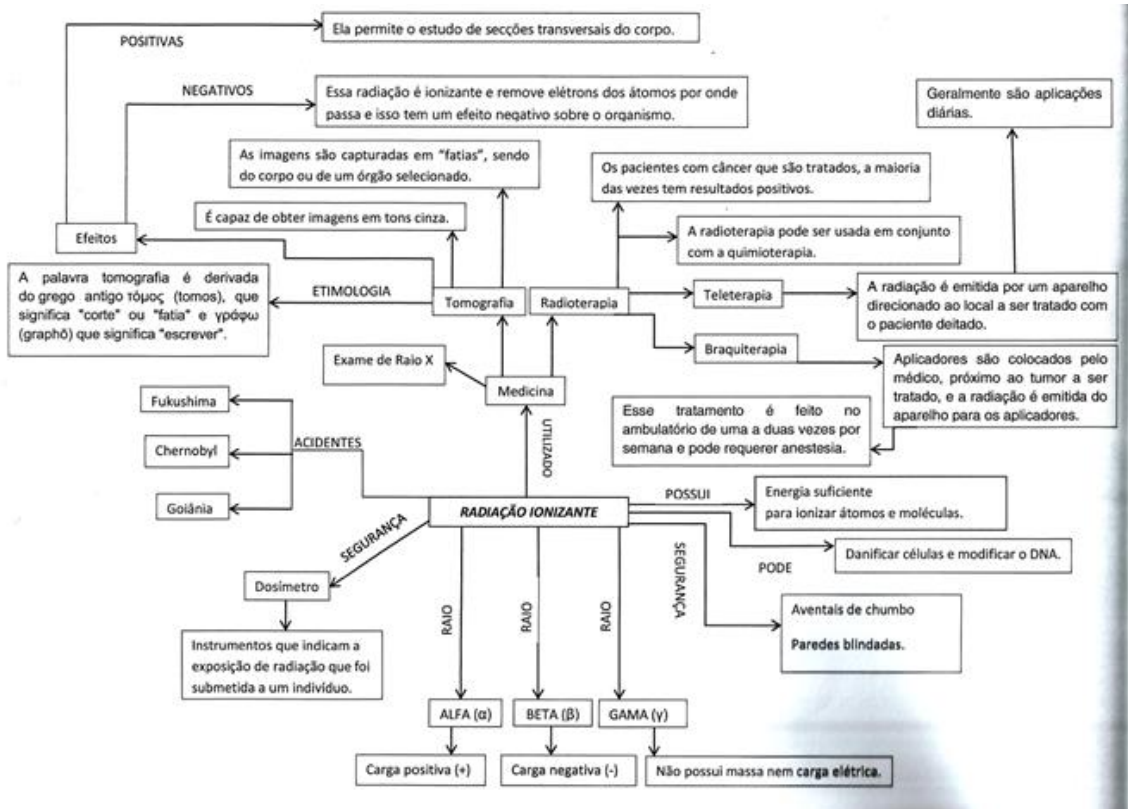 POSITIVAS
Ela permite o estudo de secções transversais do corpo.
NEGATIVOS
Essa radiação é ionizante e remove elétrons dos átomos por onde
passa e isso tem um efeito negativo sobre o organismo.
Geralmente são aplicações
diárias.
As imagens são capturadas em “fatias”, sendo
do corpo ou de um órgão selecionado.
Os pacientes com câncer que são tratados, a maioria
das vezes tem resultados positivos.
É capaz de obter imagens em tons cinza.
A radioterapia pode ser usada em conjunto
com a quimioterapia.
Efeitos
A palavra tomografia é derivada
do grego antigo τόμος (tomos), que
significa "corte" ou "fatia" e γράφω
(graphō) que significa "escrever".
ETIMOLOGIA
Tomografia
Radioterapia
Teleterapia
A radiação é emitida por um aparelho
direcionado ao local a ser tratado com
o paciente deitado.
Braquiterapia
Aplicadores são colocados pelo
médico, próximo ao tumor a ser
tratado, e a radiação é emitida do
aparelho para os aplicadores.
Exame de Raio X
Medicina
Esse tratamento é feito no
ambulatório de uma a duas vezes por
semana e pode requerer anestesia.
Fukushima
Chernobyl
Goiânia
ACIDENTES
UTILIZADO
RADIAÇÃO IONIZANTE
POSSUI
Energia suficiente
para ionizar átomos e moléculas.
PODE
Danificar células e modificar o DNA.
SEGURANÇA
Dosímetro
Instrumentos que indicam a
exposição de radiação que foi
submetida a um indivíduo.
SEGURANÇA
Aventais de chumbo
Paredes blindadas.
RAIO
RAIO
RAIO
ALFA (α)
BETA (β)
GAMA (γ)
Carga positiva (+)
Carga negativa (-)
Não possui massa nem carga elétrica.